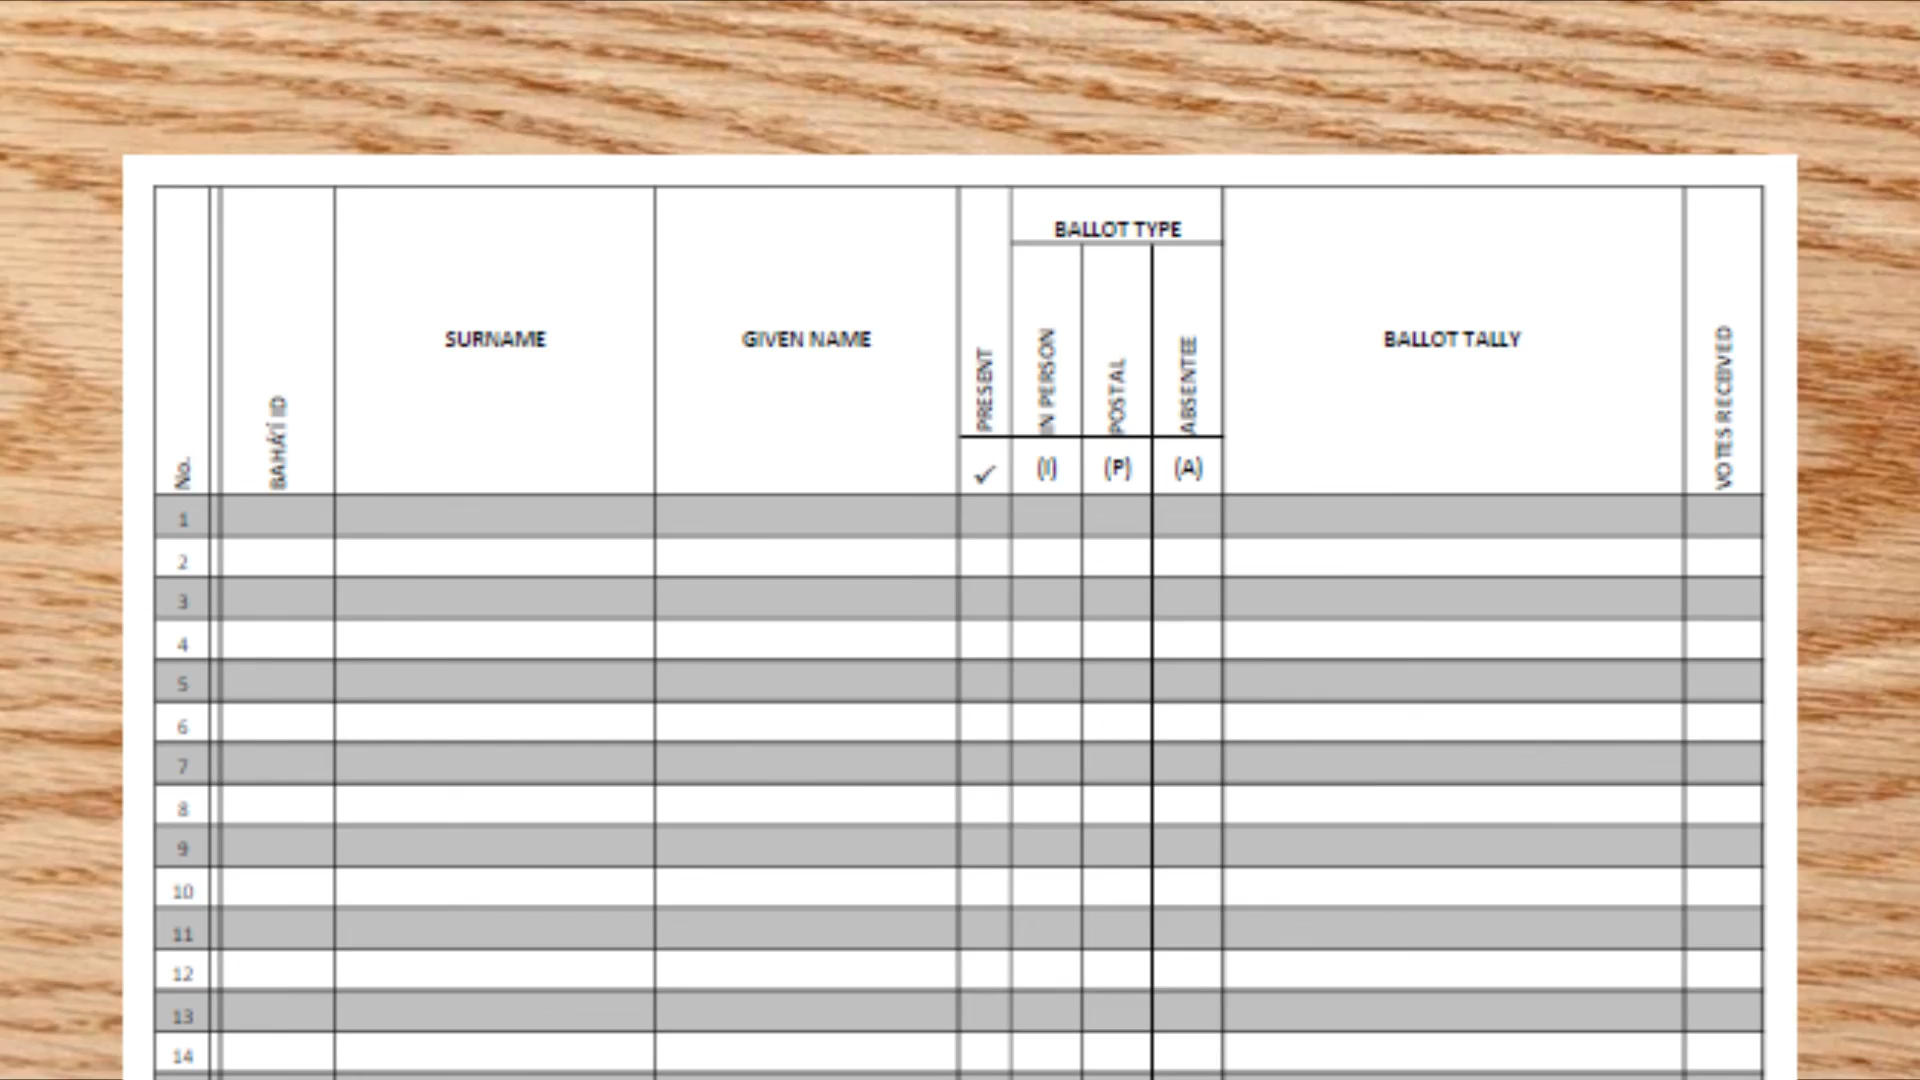 BALLOT TYPE
No.
BAHÁ'Í ID
SURNAME
GIVEN NAME
PRESENT
IN PERSON
POSTAL
ABSENTEE
BALLOT TALLY
VOTES RECEIVED
✓ (I) (P) (A)
1
2
3
4
5
6
7
8
9
10
11
12
13
14